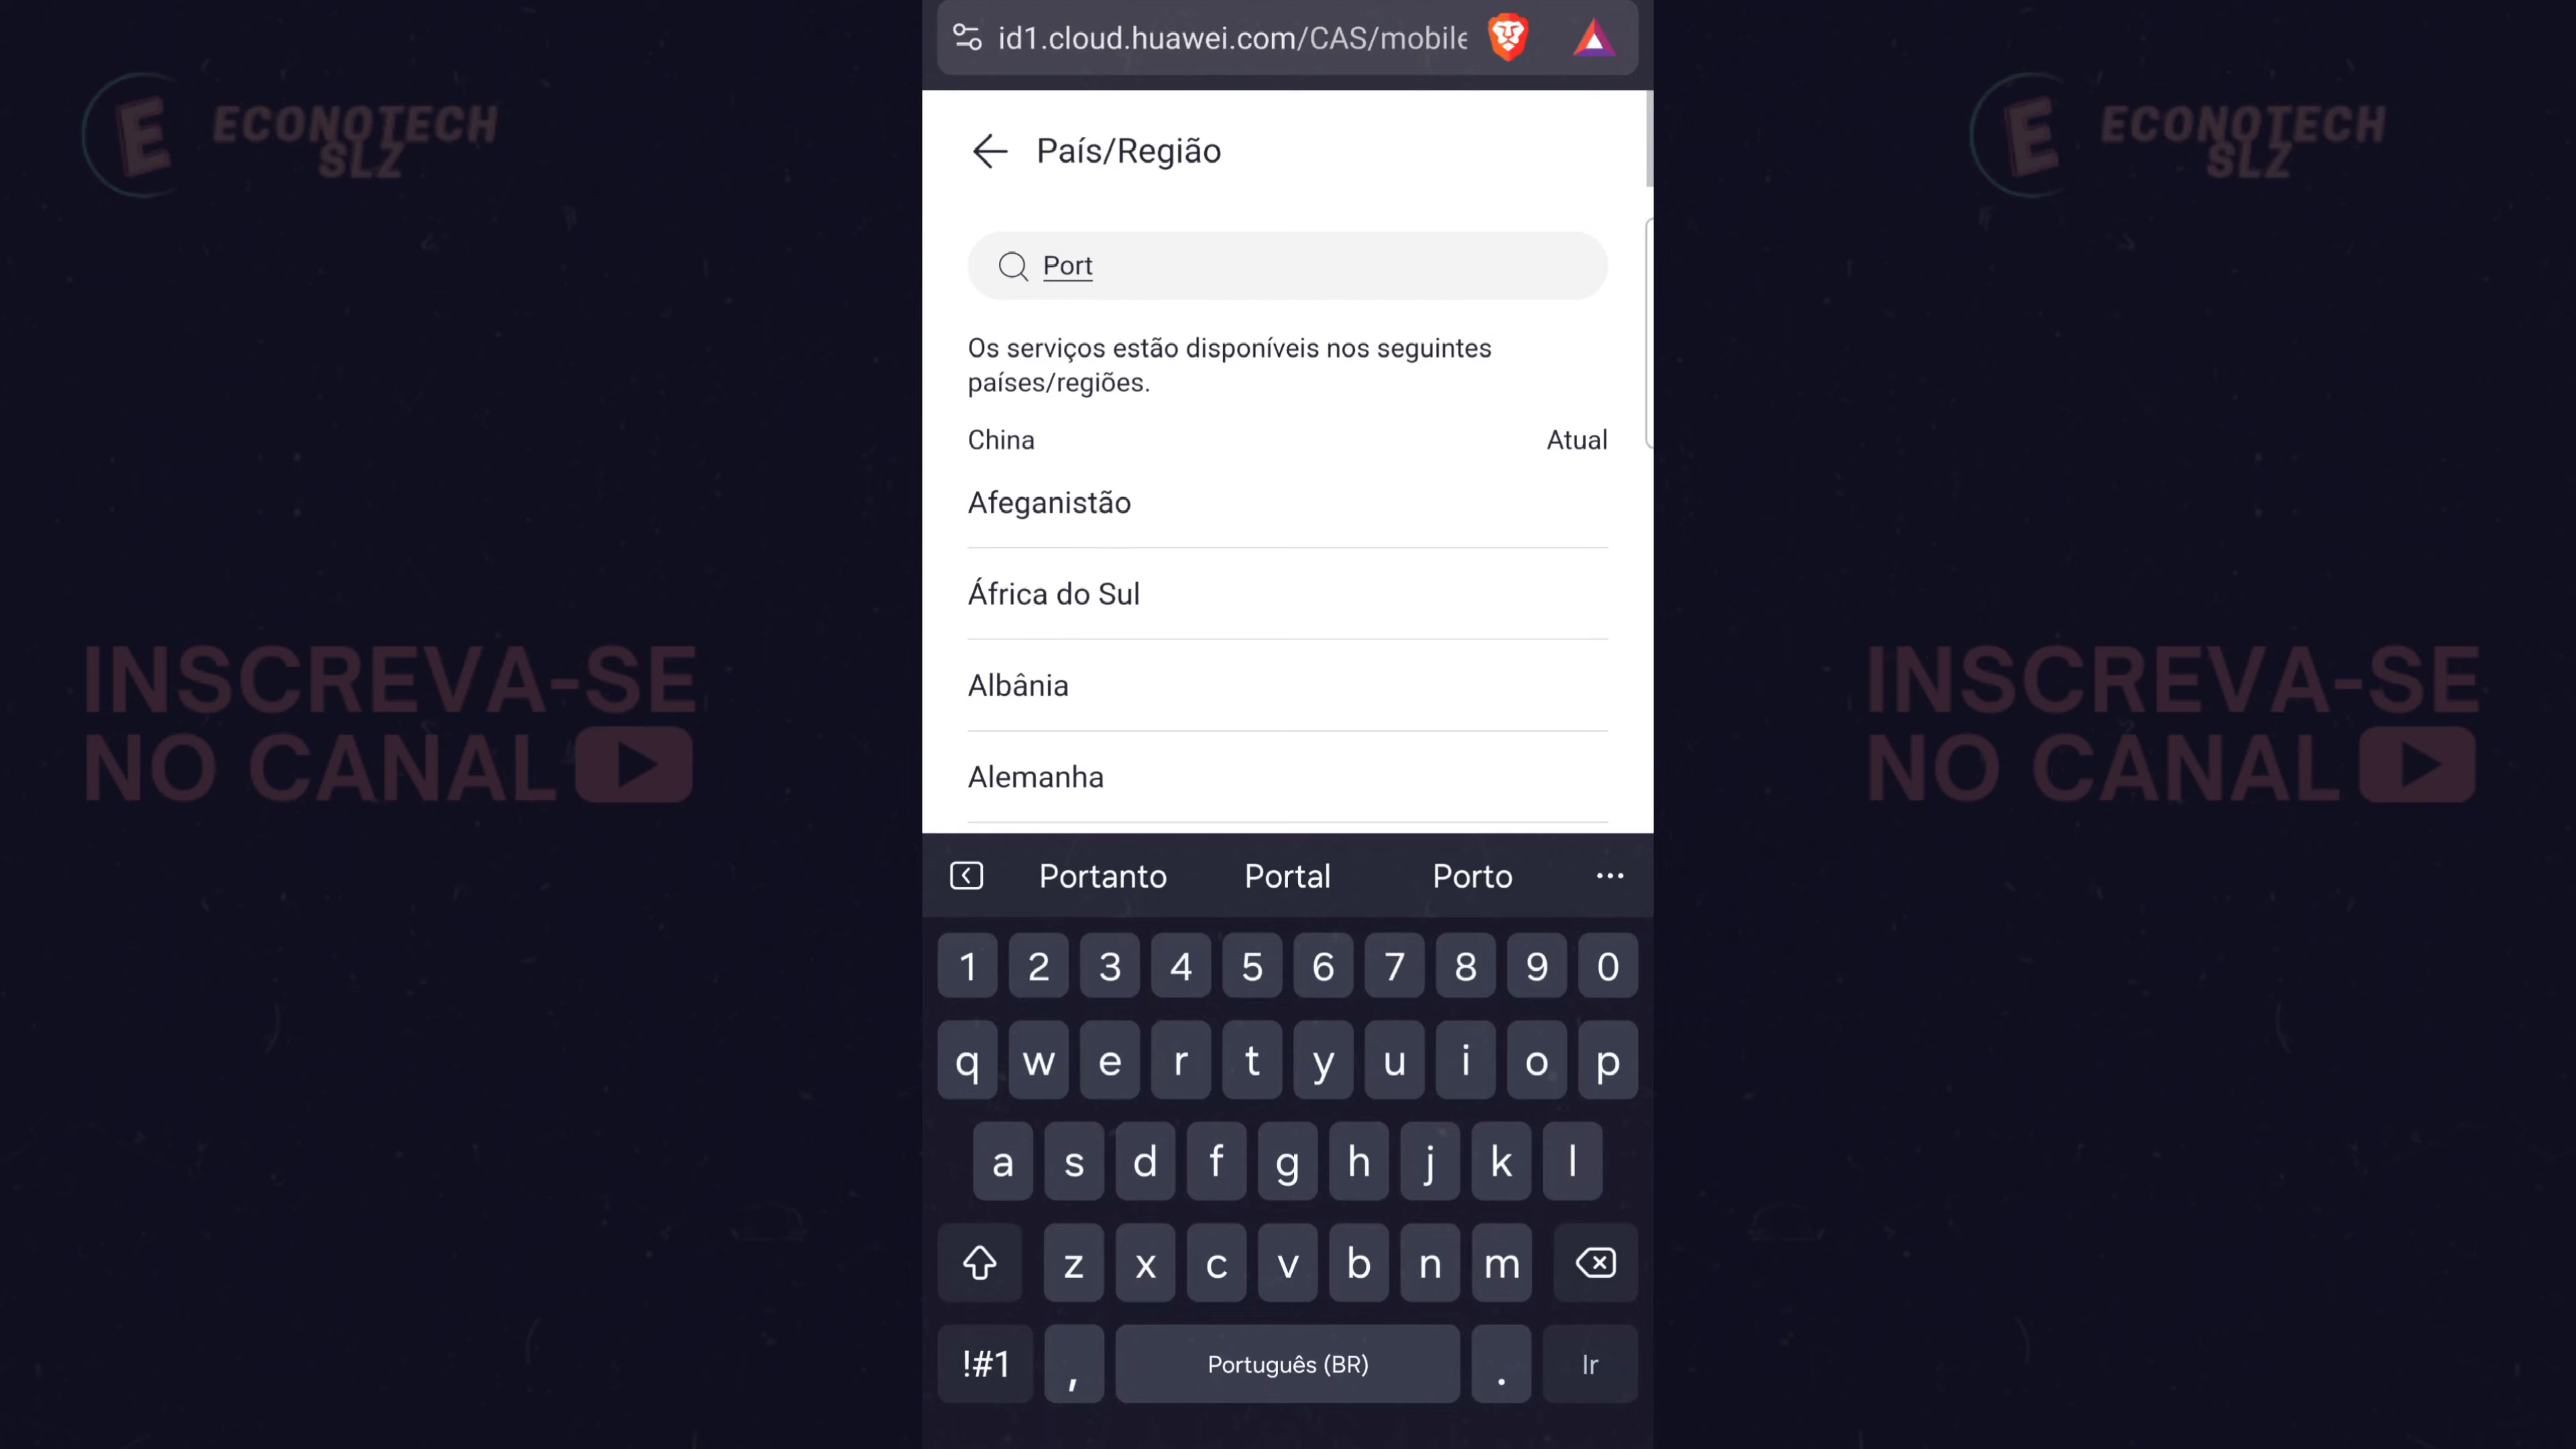 id1.cloud.huawei.com/CAS/mobile
E ECONOTECH
SLZ
E ECONOTECH
SLZ
País/Região
Port
Os serviços estão disponíveis nos seguintes
países/regiões.
China Atual
Afeganistão
África do Sul
Albânia
Alemanha
INSCREVA-SE
NO CANAL
INSCREVA-SE
NO CANAL
Portanto Portal Porto ...
1 2 3 4 5 6 7 8 9 0
q w e r t y u i o p
a s d f g h j k l
z x c v b n m
!#1 , Português (BR) . Ir